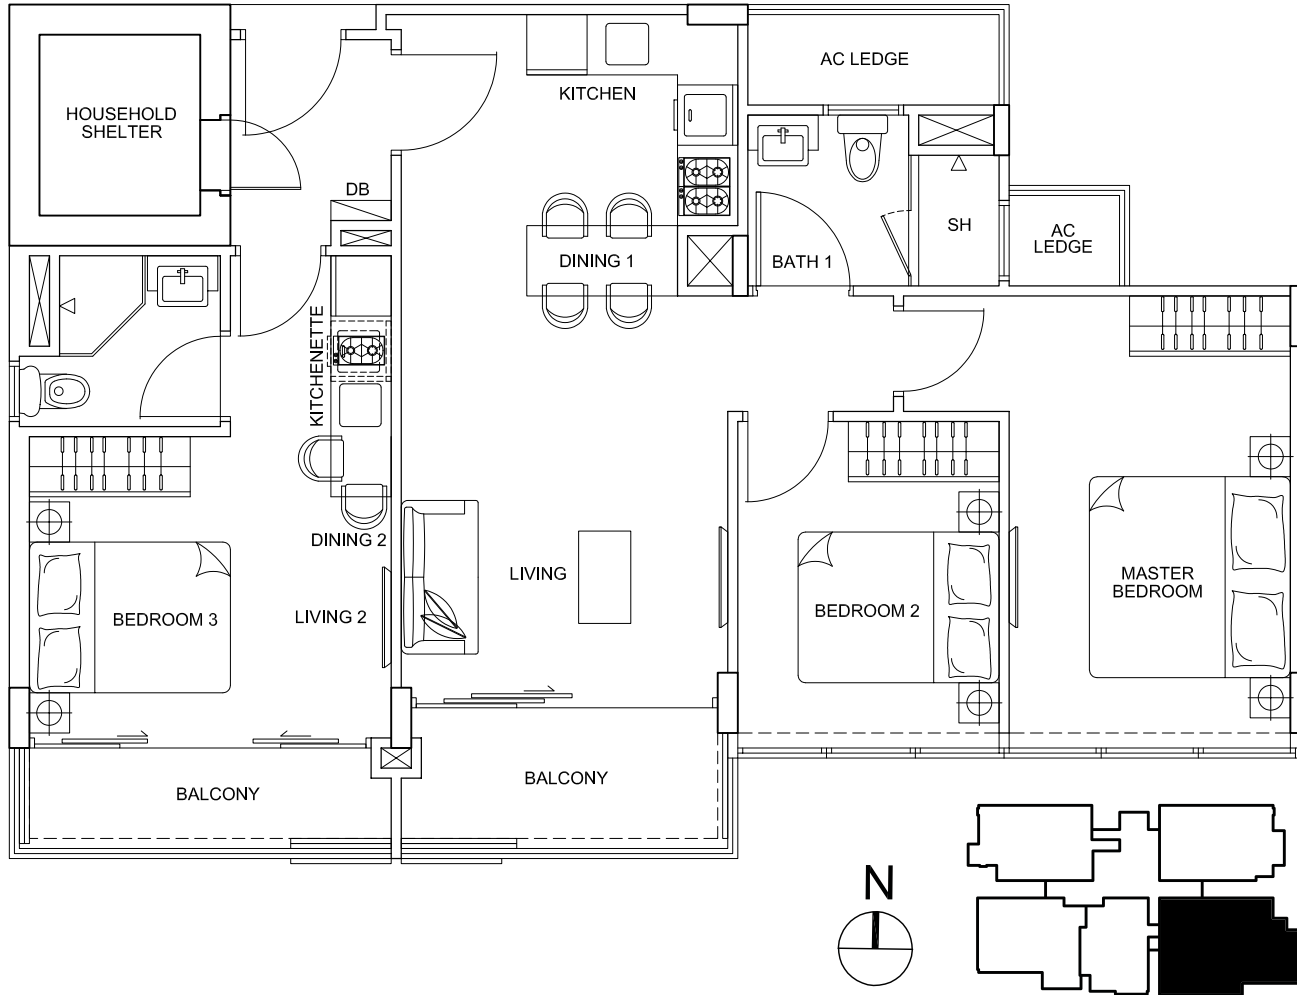 AC LEDGE
KITCHEN
HOUSEHOLD
SHELTER
DB
SH
AC
LEDGE
DINING 1
BATH 1
KITCHENETTE
DINING 2
LIVING
MASTER
BEDROOM
BEDROOM 3
LIVING 2
BEDROOM 2
BALCONY
BALCONY
N